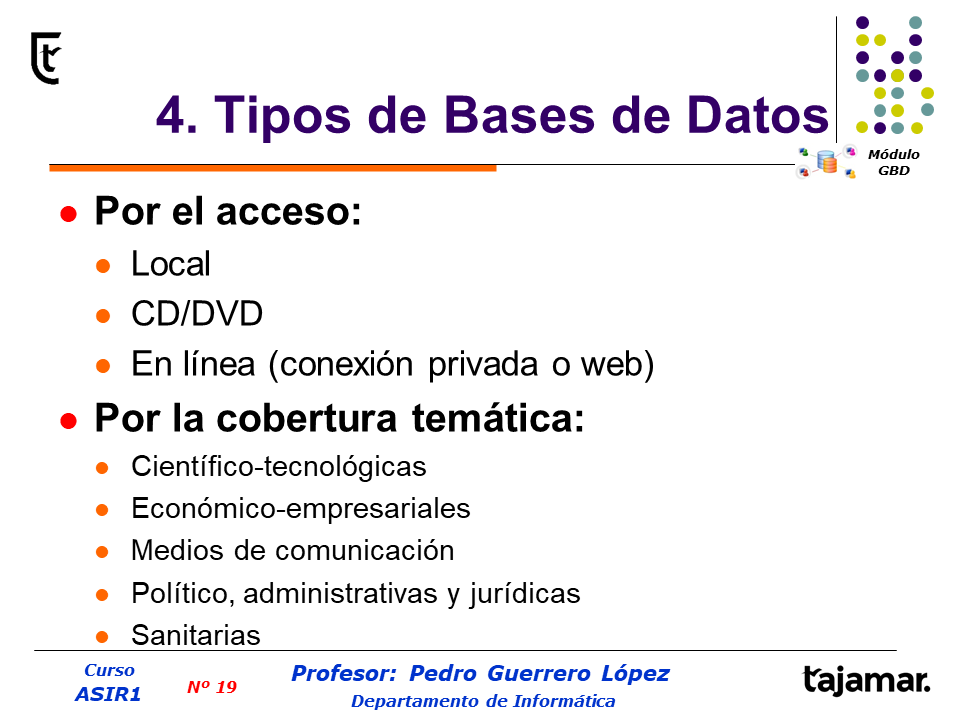 4. Tipos de Bases de Datos
Módulo
GBD
Por el acceso:
Local
CD/DVD
En línea (conexión privada o web)
Por la cobertura temática:
Científico-tecnológicas
Económico-empresariales
Medios de comunicación
Político, administrativas y jurídicas
Sanitarias
Curso
ASIR1
Nº 19
Profesor: Pedro Guerrero López
Departamento de Informática
tajamar.